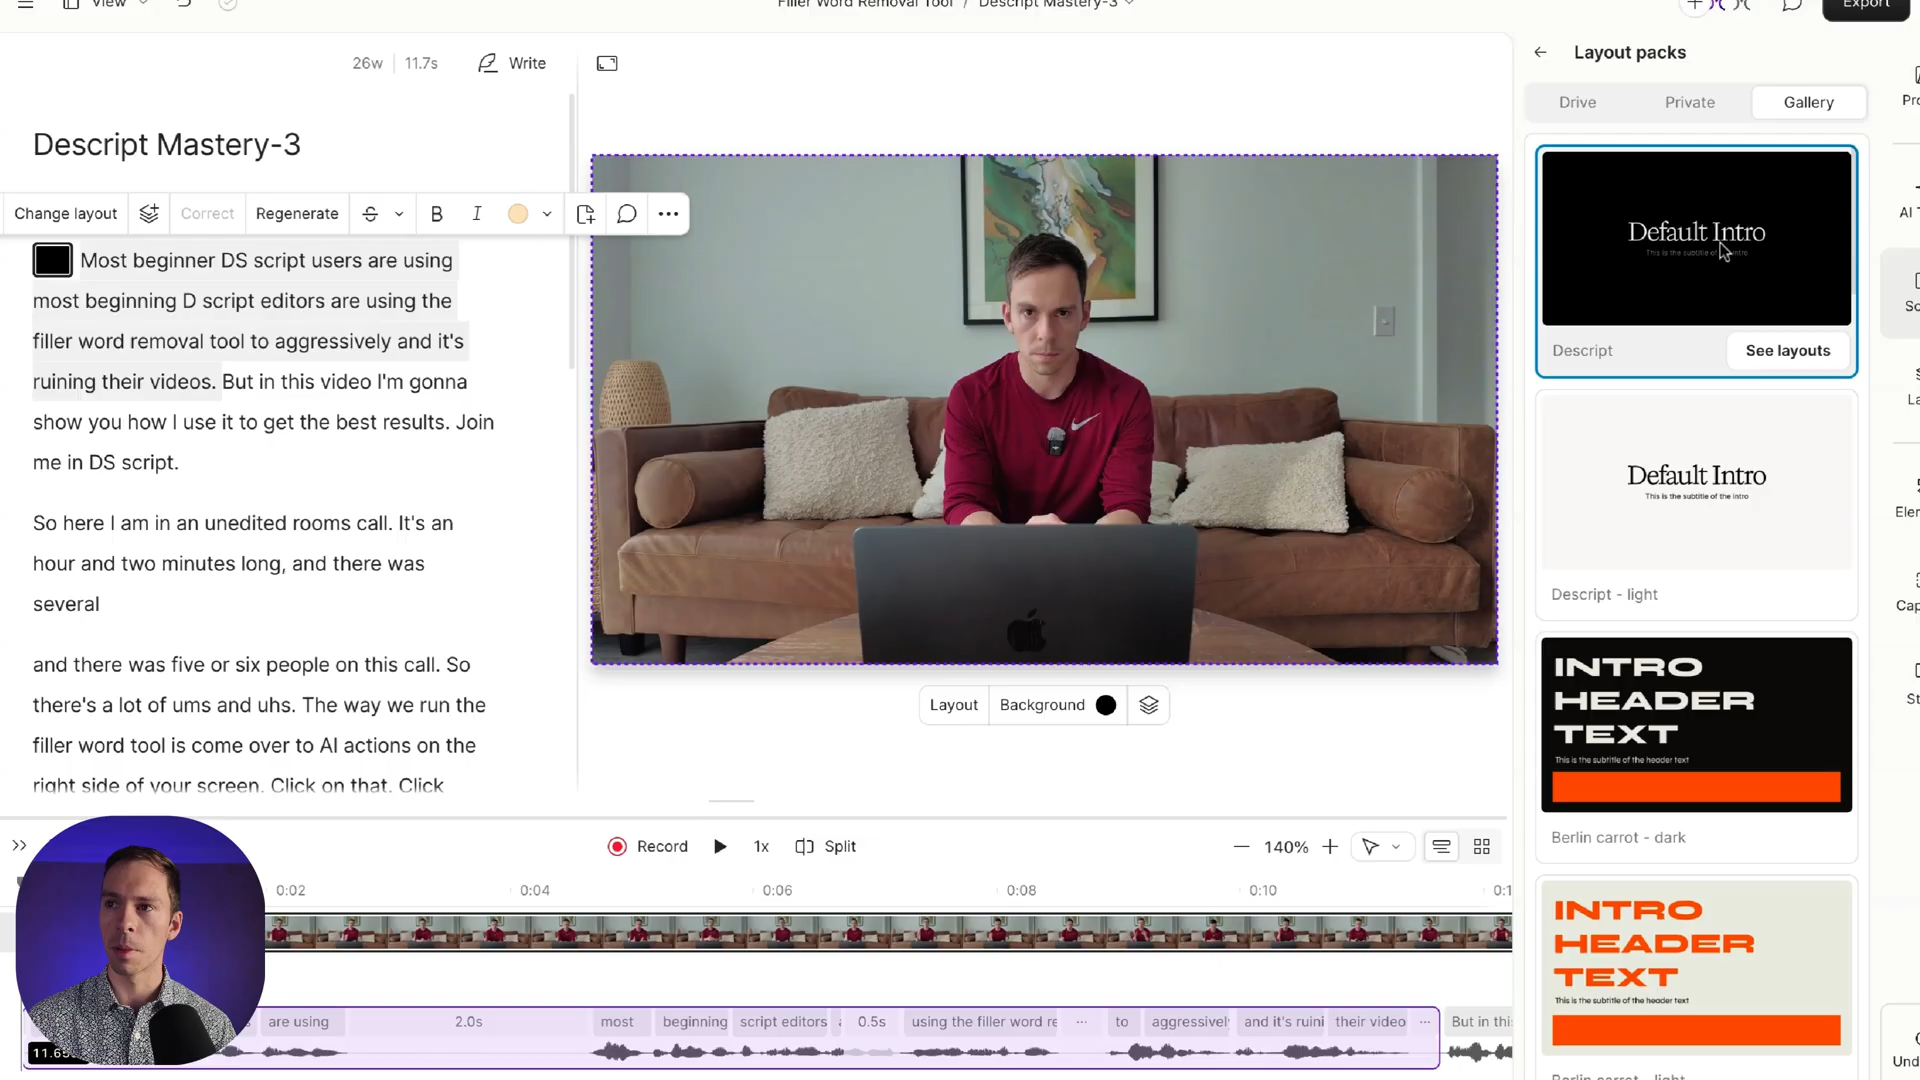 View
Filler Word Removal Tool / Descript Mastery-3
Export
26w
11.7s
Write
Layout packs
Drive
Private
Gallery
Descript Mastery-3
Change layout
Correct
Regenerate
B
I
Most beginner DS script users are using
most beginning D script editors are using the
filler word removal tool to aggressively and it's
ruining their videos. But in this video I'm gonna
show you how I use it to get the best results. Join
me in DS script.
So here I am in an unedited rooms call. It's an
hour and two minutes long, and there was
several
and there was five or six people on this call. So
there's a lot of ums and uhs. The way we run the
filler word tool is come over to AI actions on the
right side of your screen. Click on that. Click
Layout
Background
Default Intro
This is the subtitle of the intro
Descript
See layouts
Default Intro
This is the subtitle of the intro
Descript - light
INTRO
HEADER
TEXT
This is the subtitle of the header text
Berlin carrot - dark
INTRO
HEADER
TEXT
This is the subtitle of the header text
Berlin carrot - light
Record
1x
Split
140%
0:02
0:04
0:06
0:08
0:10
are using
2.0s
most
beginning
script editors
0.5s
using the filler word re
to
aggressivel
and it's ruini
their video
But in this